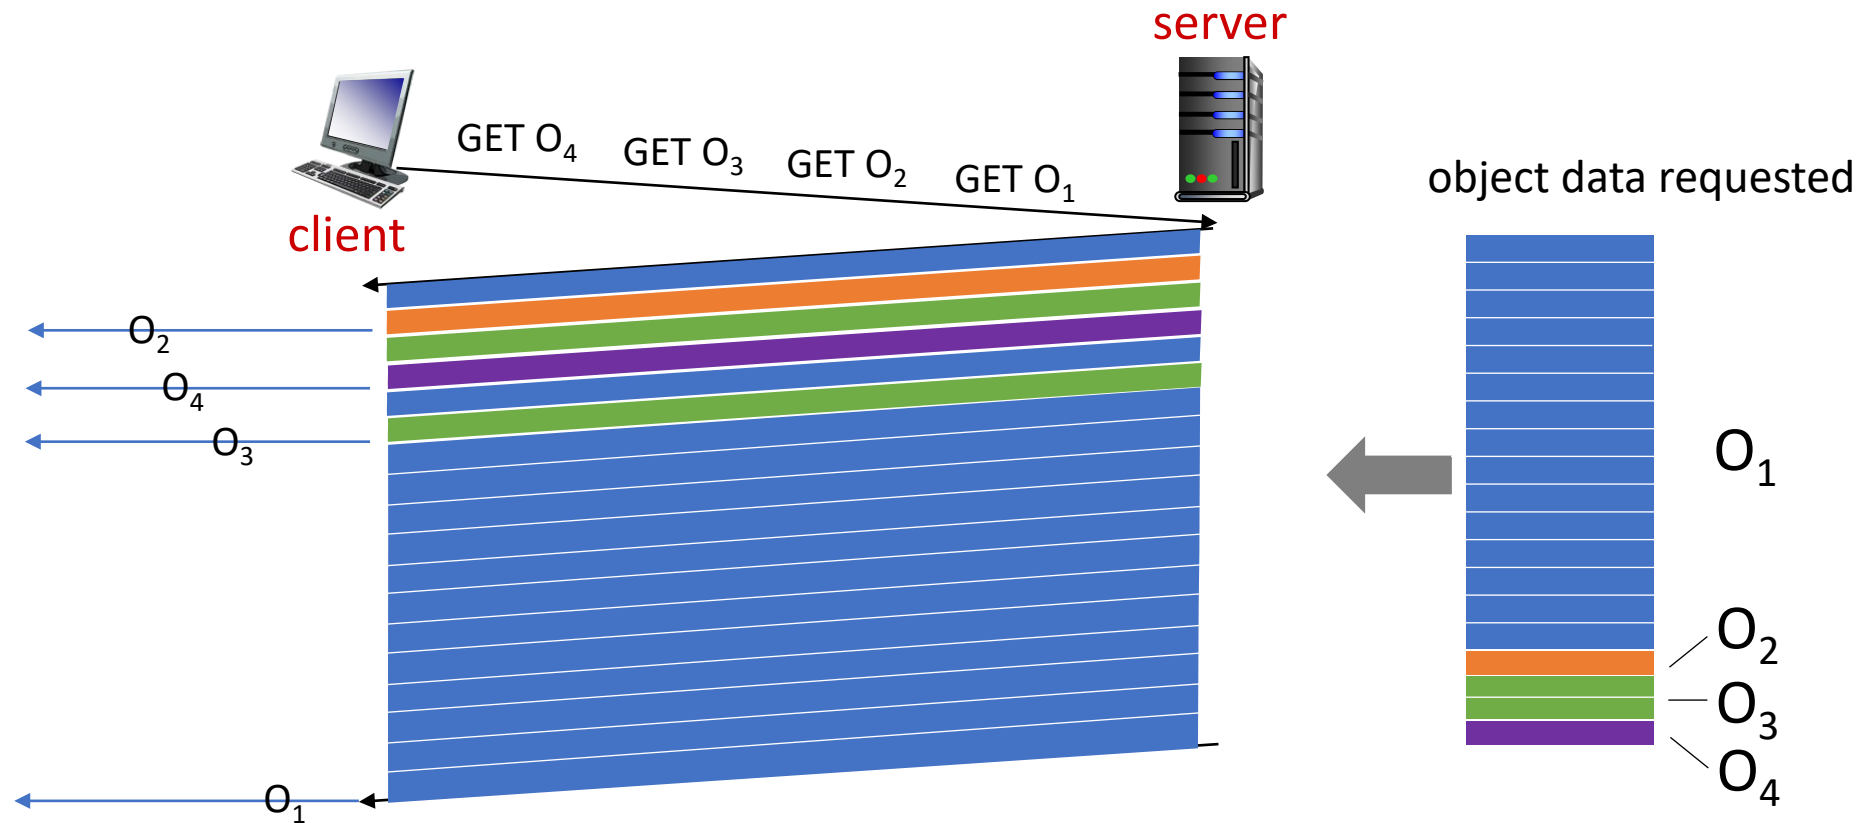 server
GET O₄
GET O₃
GET O₂
GET O₁
object data requested
client
O₂
O₄
O₃
O₁
O₁
O₂
O₃
O₄